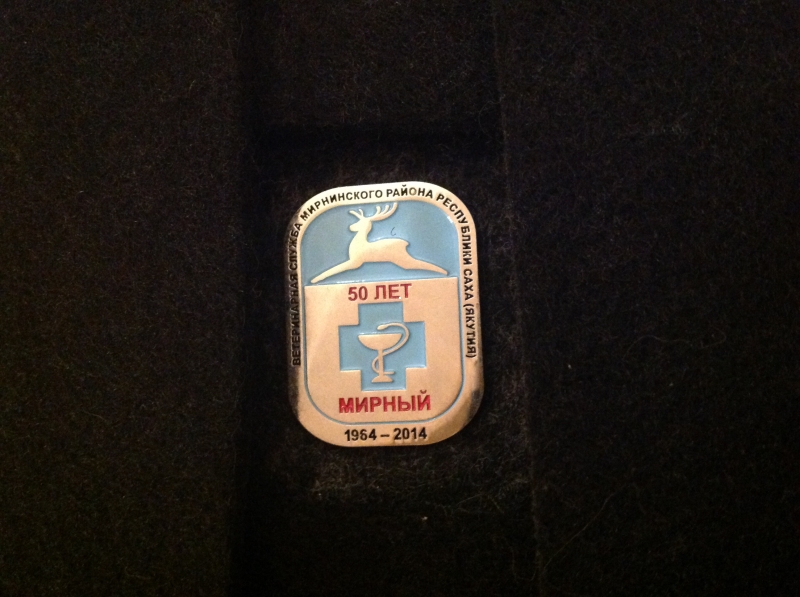 ВЕТЕРИНАРНАЯ СЛУЖБА МИРНИНСКОГО РАЙОНА РЕСПУБЛИКИ САХА (ЯКУТИЯ)
50 ЛЕТ
МИРНЫЙ
1964 – 2014